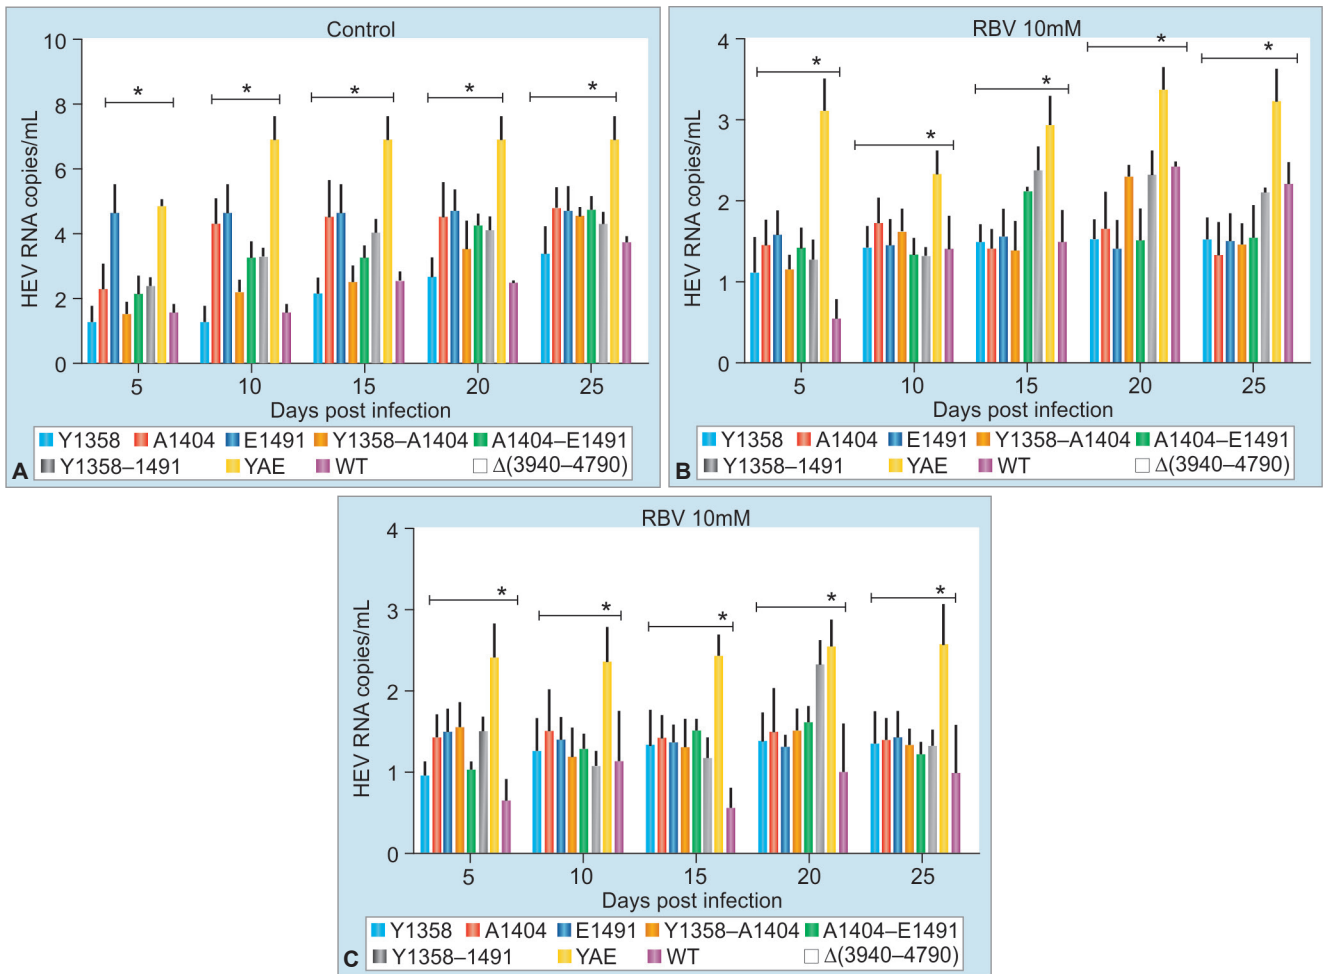 Control
10
8
6
4
2
0
HEV RNA copies/mL
* * * * *
5 10 15 20 25
Days post infection
Y1358 A1404 E1491 Y1358–A1404 A1404–E1491
Y1358–1491 YAE WT Δ(3940–4790)
A
RBV 10mM
4
3
2
1
0
HEV RNA copies/mL
* * * * *
5 10 15 20 25
Days post infection
Y1358 A1404 E1491 Y1358–A1404 A1404–E1491
Y1358–1491 YAE WT Δ(3940–4790)
B
RBV 10mM
4
3
2
1
0
HEV RNA copies/mL
* * * * *
5 10 15 20 25
Days post infection
Y1358 A1404 E1491 Y1358–A1404 A1404–E1491
Y1358–1491 YAE WT Δ(3940–4790)
C